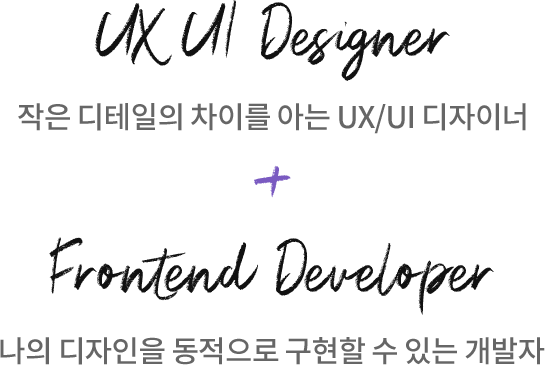 UX UI Designer
작은 디테일의 차이를 아는 UX/UI 디자이너
+
Frontend Developer
나의 디자인을 동적으로 구현할 수 있는 개발자